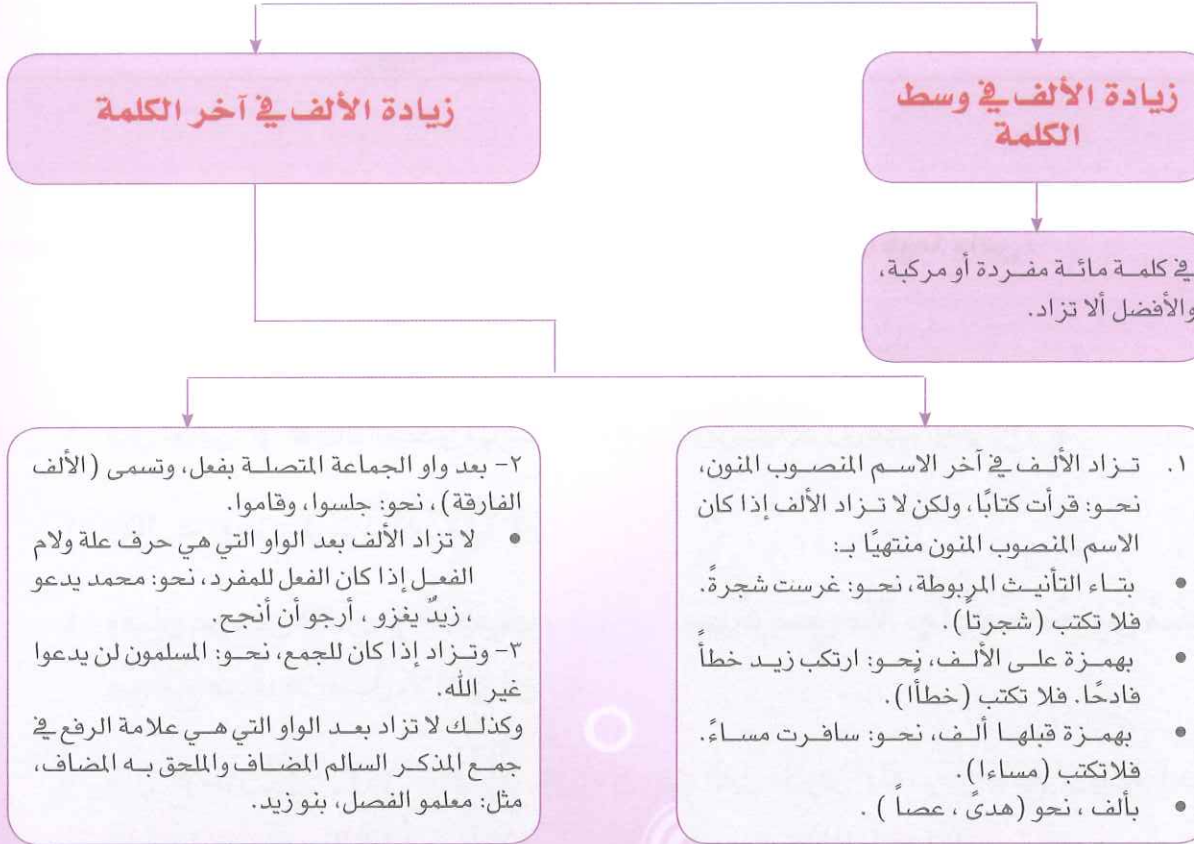 زيادة الألف في وسط
الكلمة
في كلمة مائة مفردة أو مركبة،
والأفضل ألا تزاد.
زيادة الألف في آخر الكلمة
١. تزاد الألف في آخر الاسم المنصوب المنون،
نحو: قرأت كتابًا، ولكن لا تزاد الألف إذا كان
الاسم المنصوب المنون منتهيًا بـ:
• بتاء التأنيث المربوطة، نحو: غرست شجرةً.
فلا تكتب (شجرتاً)
• بهمزة على الألف، نحو: ارتكب زيد خطأً
فادحًا. فلا تكتب (خطأا).
• بهمزة قبلها ألف، نحو: سافرت مساءً.
فلاتكتب (مساءا).
• بألف، نحو (هدىً ، عصاً ) .
٢- بعد واو الجماعة المتصلة بفعل، وتسمى (الألف
الفارقة)، نحو: جلسوا، وقاموا.
• لا تزاد الألف بعد الواو التي هي حرف علة ولام
الفعل إذا كان الفعل للمفرد، نحو: محمد يدعو
، زيدٌ يغزو ، أرجو أن أنجح.
٣- وتزاد إذا كان للجمع، نحو: المسلمون لن يدعوا
غير الله.
وكذلك لا تزاد بعد الواو التي هي علامة الرفع في
جمع المذكر السالم المضاف والملحق به المضاف،
مثل: معلمو الفصل، بنو زيد.